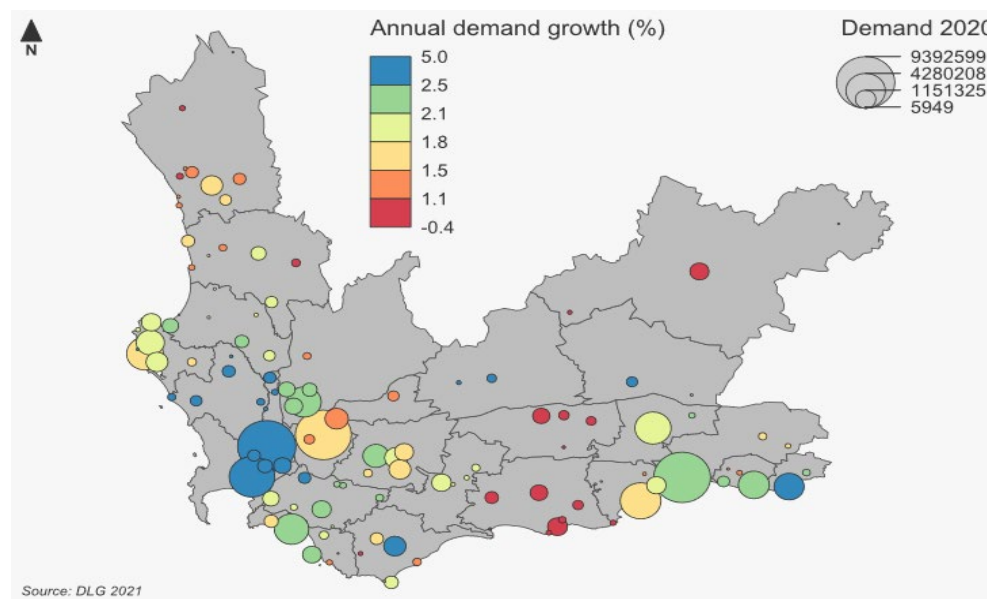 N
Annual demand growth (%)
5.0
2.5
2.1
1.8
1.5
1.1
-0.4
Demand 2020
9392599
4280208
1151325
5949
Source: DLG 2021